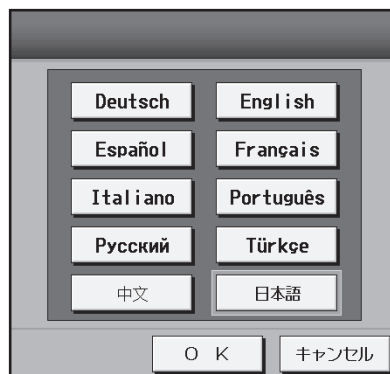 Deutsch English
Español Français
Italiano Português
Русский Türkçe
中文 日本語
O K キャンセル